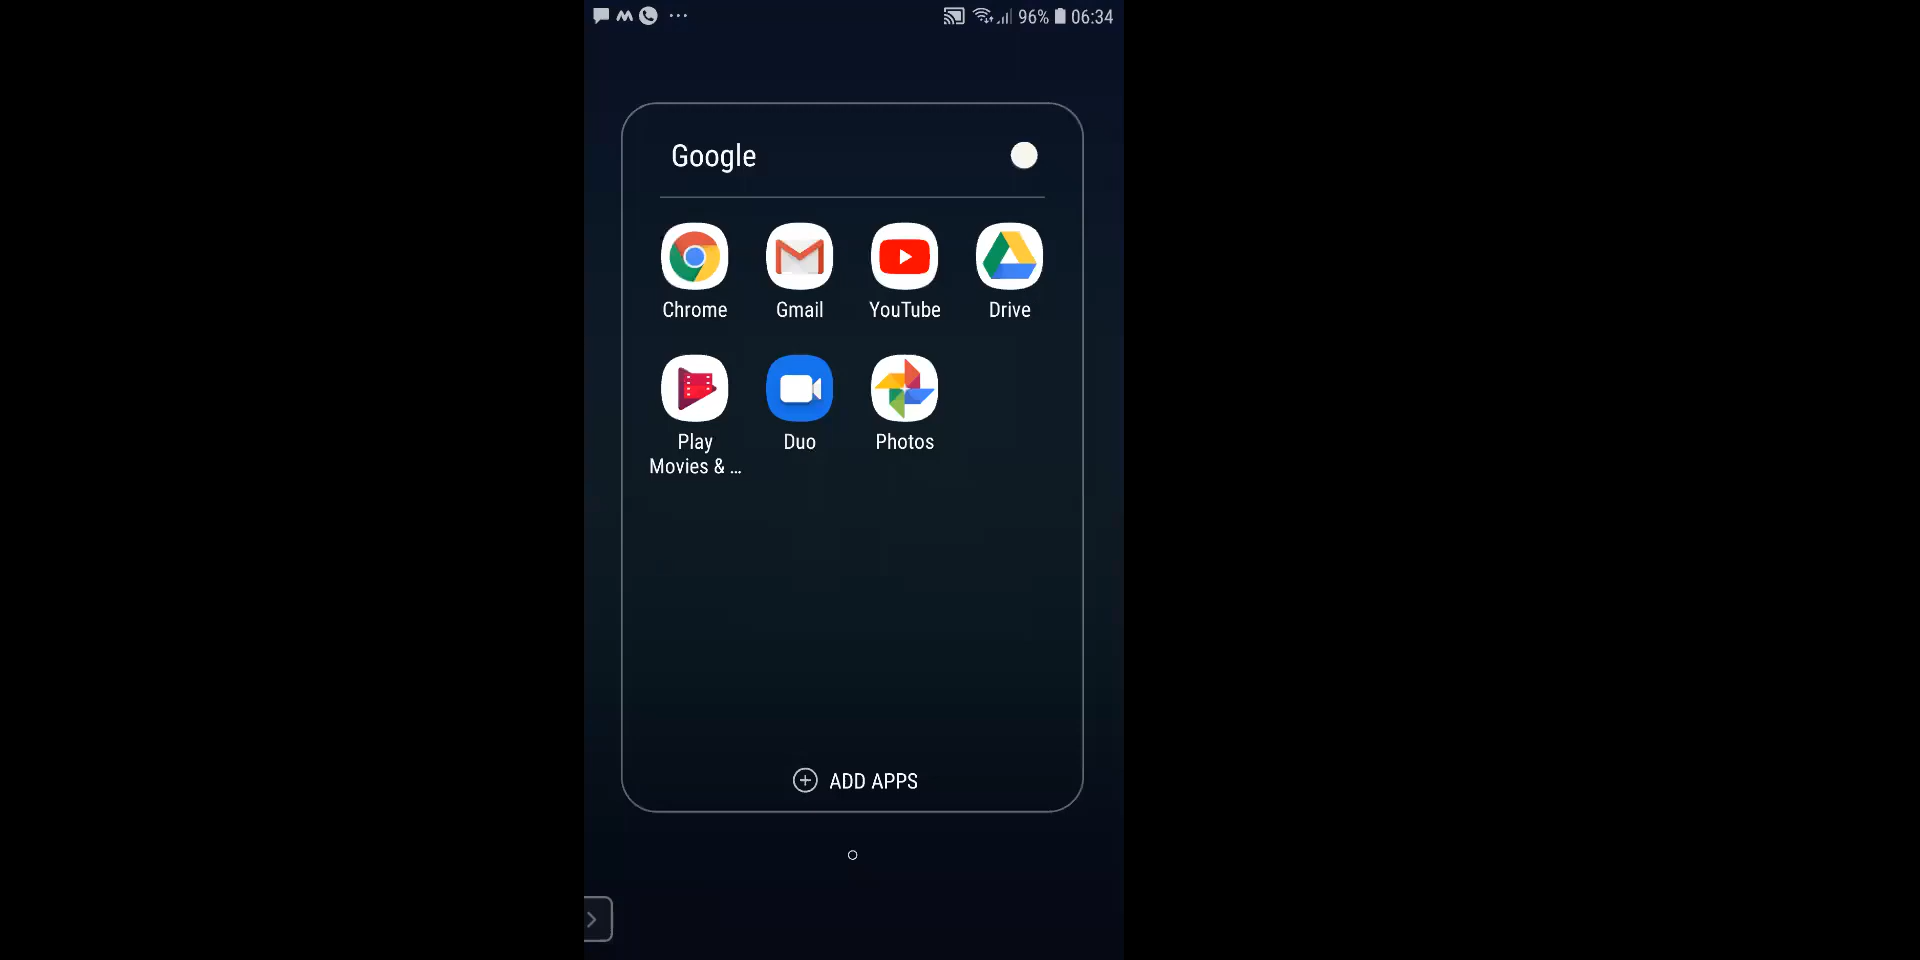 96% 06:34
Google
Chrome Gmail YouTube Drive
Play Duo Photos
Movies & ...
ADD APPS